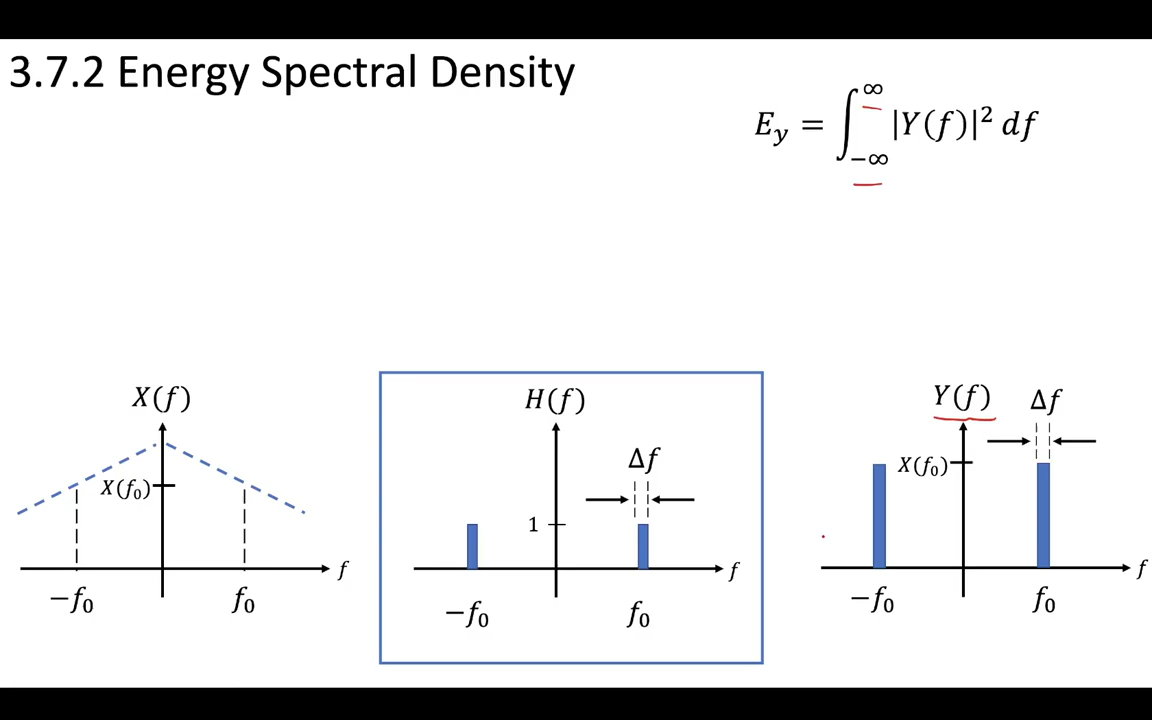 3.7.2 Energy Spectral Density
E_y = ∫_{-∞}^{∞} |Y(f)|² df
X(f)
X(f₀)
f
−f₀
f₀
H(f)
Δf
1
f
−f₀
f₀
Y(f)
Δf
X(f₀)
f
−f₀
f₀